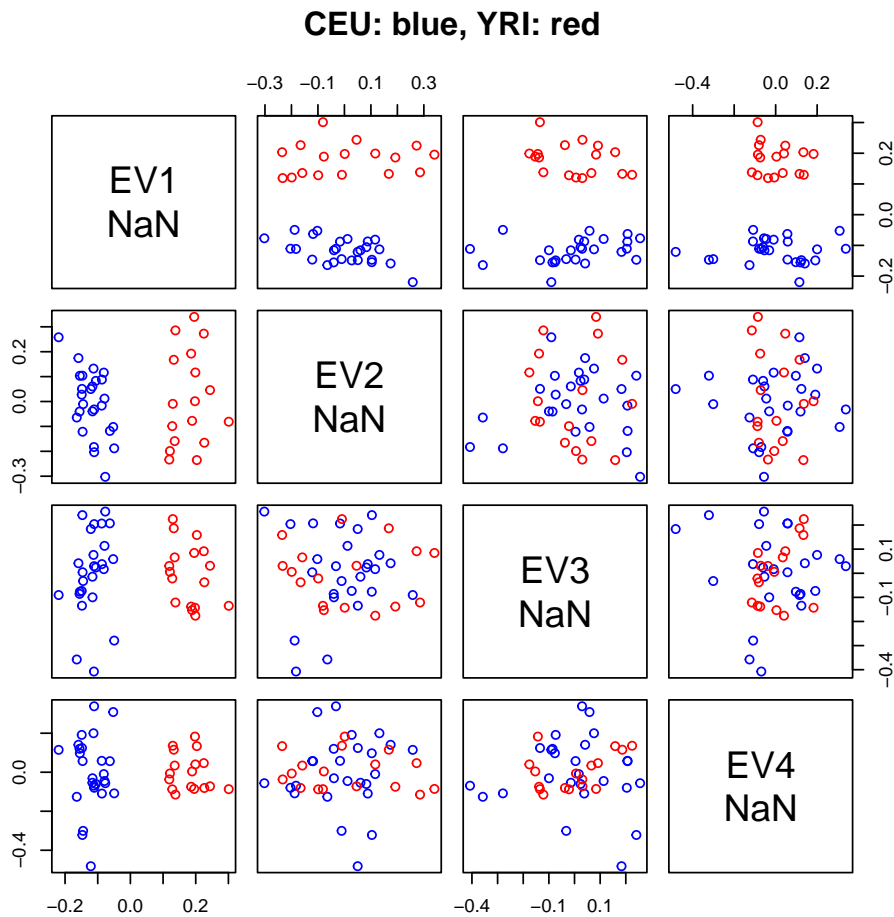 CEU: blue, YRI: red
−0.3 −0.1 0.1 0.3
−0.4 0.0 0.2
EV1
NaN
−0.2 0.0 0.2
−0.3 0.0 0.2
EV2
NaN
EV3
NaN
−0.4 −0.1 0.1
−0.4 0.0
EV4
NaN
−0.2 0.0 0.2
−0.4 −0.1 0.1